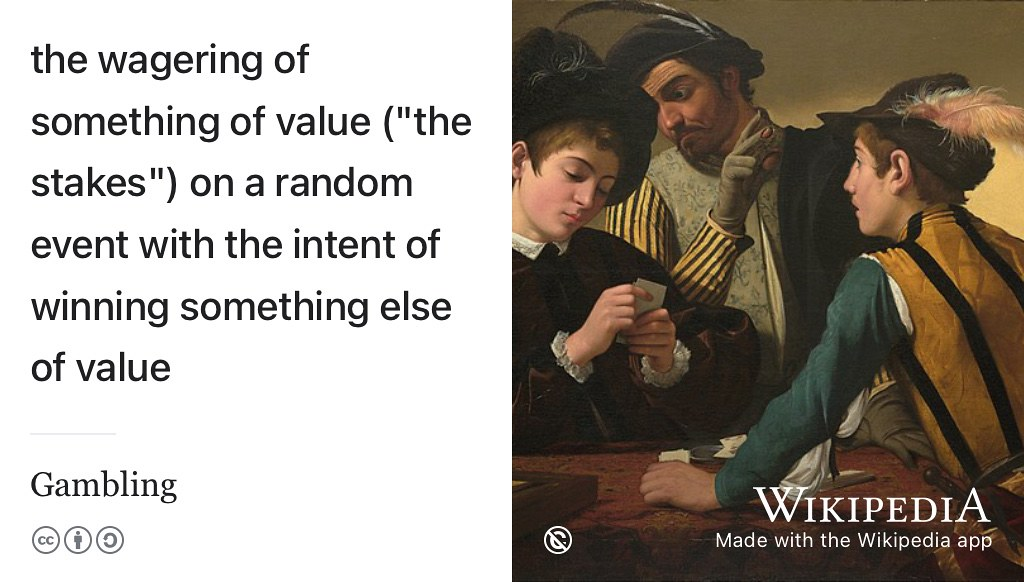 the wagering of
something of value ("the
stakes") on a random
event with the intent of
winning something else
of value
Gambling
cc
WIKIPEDIA
Made with the Wikipedia app